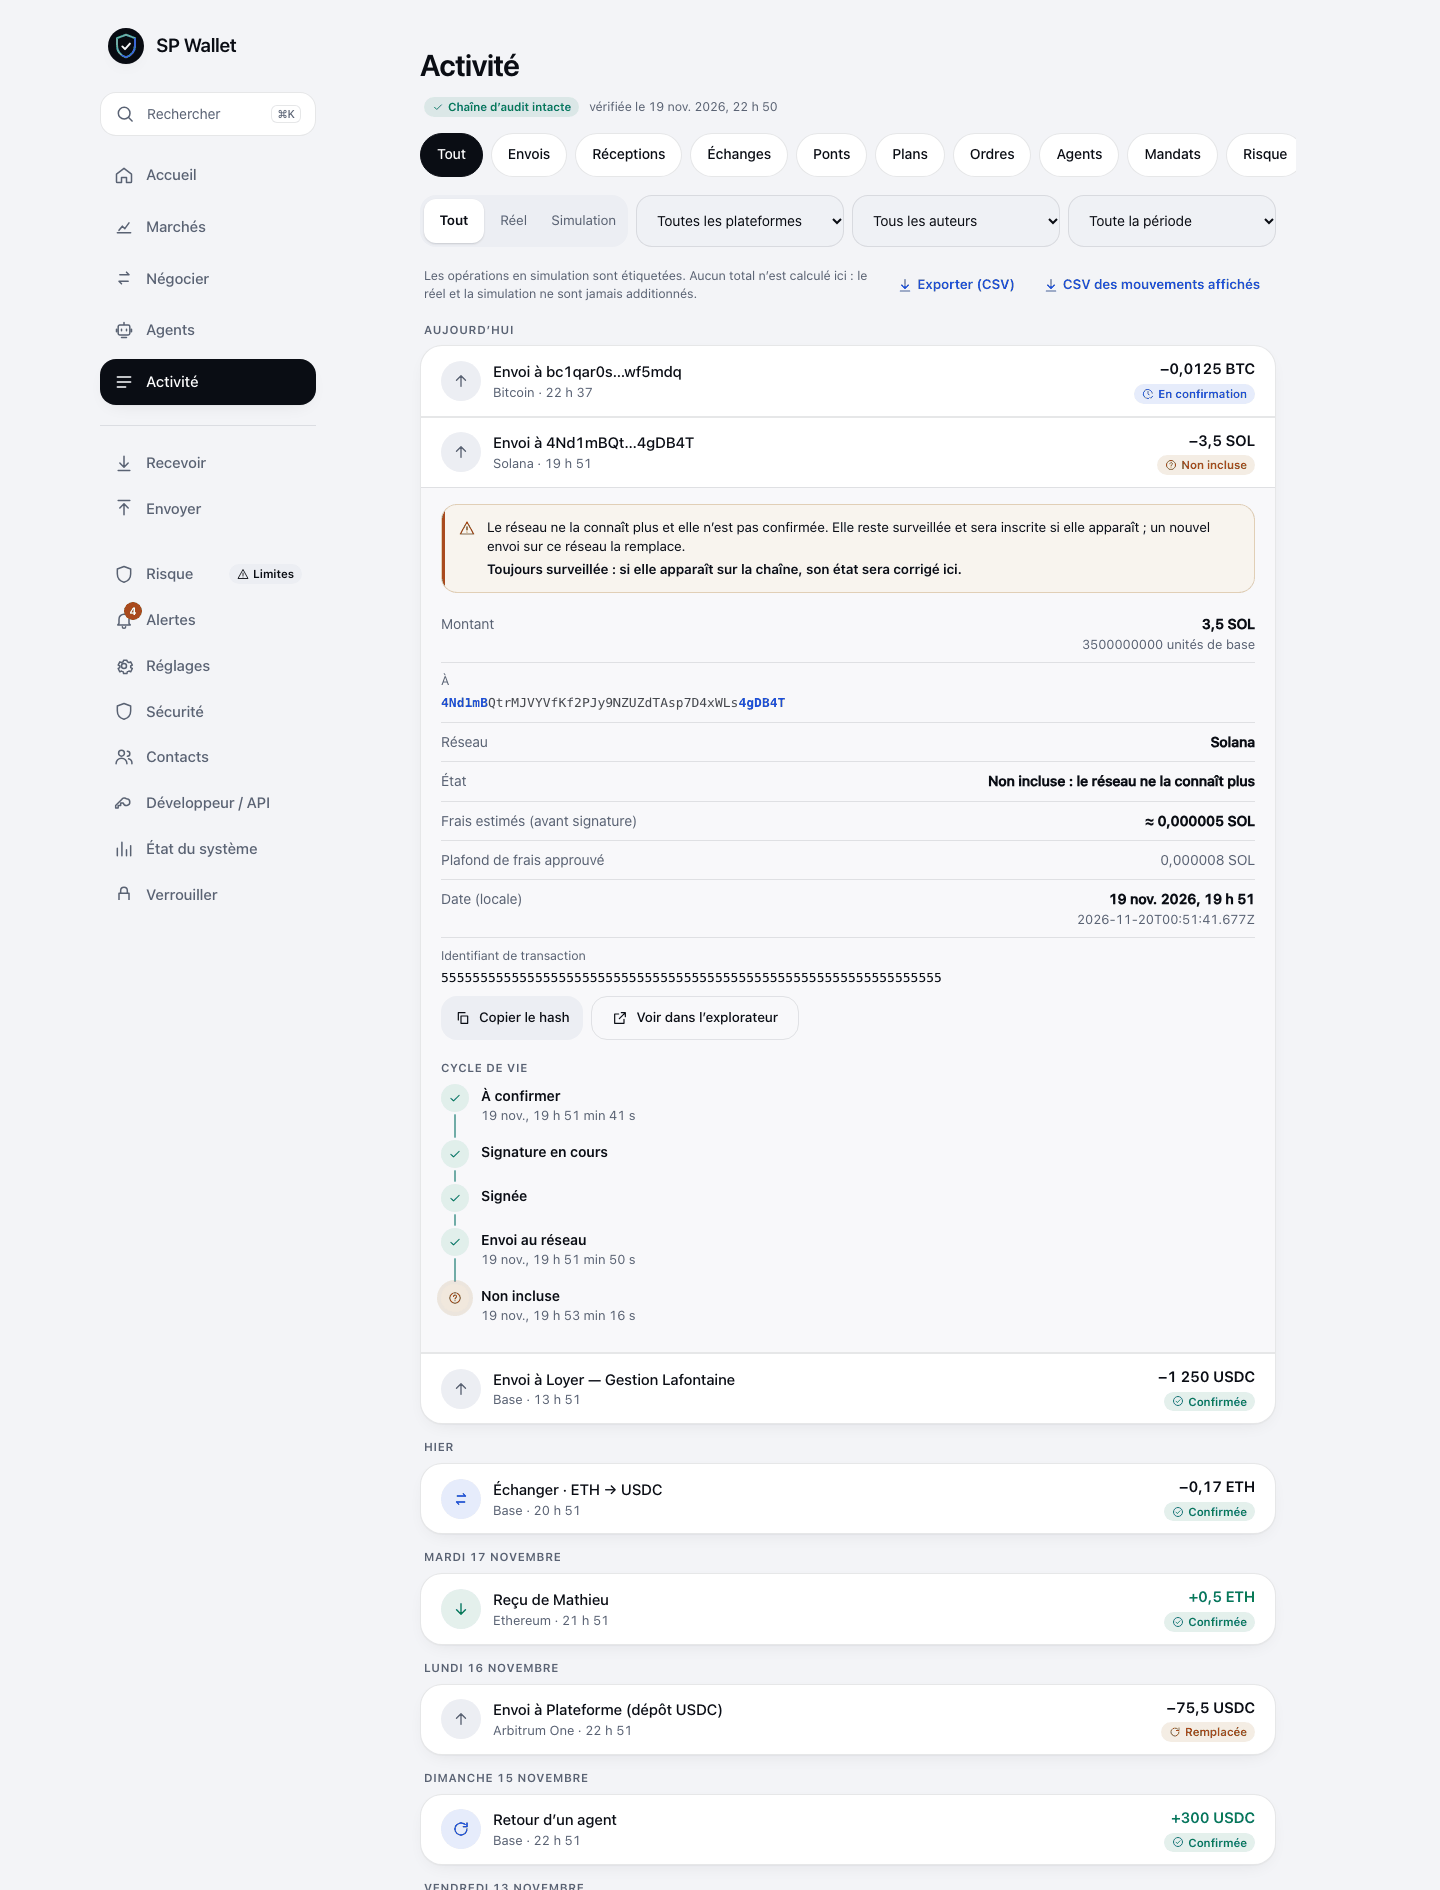 SP Wallet
Rechercher ⌘K
Accueil
Marchés
Négocier
Agents
Activité
Recevoir
Envoyer
Risque Limites
4
Alertes
Réglages
Sécurité
Contacts
Développeur / API
État du système
Verrouiller
Activité
Chaîne d’audit intacte vérifiée le 19 nov. 2026, 22 h 50
Tout Envois Réceptions Échanges Ponts Plans Ordres Agents Mandats Risque
Tout Réel Simulation Toutes les plateformes Tous les auteurs Toute la période
Les opérations en simulation sont étiquetées. Aucun total n’est calculé ici : le
réel et la simulation ne sont jamais additionnés.
Exporter (CSV) CSV des mouvements affichés
AUJOURD’HUI
Envoi à bc1qar0s…wf5mdq −0,0125 BTC
Bitcoin · 22 h 37 En confirmation
Envoi à 4Nd1mBQt…4gDB4T −3,5 SOL
Solana · 19 h 51 Non incluse
Le réseau ne la connaît plus et elle n’est pas confirmée. Elle reste surveillée et sera inscrite si elle apparaît ; un nouvel
envoi sur ce réseau la remplace.
Toujours surveillée : si elle apparaît sur la chaîne, son état sera corrigé ici.
Montant 3,5 SOL
3500000000 unités de base
À
4Nd1mBQtrMJVYVfKf2PJy9NZUZdTAsp7D4xWLs4gDB4T
Réseau Solana
État Non incluse : le réseau ne la connaît plus
Frais estimés (avant signature) ≈ 0,000005 SOL
Plafond de frais approuvé 0,000008 SOL
Date (locale) 19 nov. 2026, 19 h 51
2026-11-20T00:51:41.677Z
Identifiant de transaction
5555555555555555555555555555555555555555555555555555555555555555
Copier le hash Voir dans l’explorateur
CYCLE DE VIE
À confirmer
19 nov., 19 h 51 min 41 s
Signature en cours
Signée
Envoi au réseau
19 nov., 19 h 51 min 50 s
Non incluse
19 nov., 19 h 53 min 16 s
Envoi à Loyer — Gestion Lafontaine −1 250 USDC
Base · 13 h 51 Confirmée
HIER
Échanger · ETH → USDC −0,17 ETH
Base · 20 h 51 Confirmée
MARDI 17 NOVEMBRE
Reçu de Mathieu +0,5 ETH
Ethereum · 21 h 51 Confirmée
LUNDI 16 NOVEMBRE
Envoi à Plateforme (dépôt USDC) −75,5 USDC
Arbitrum One · 22 h 51 Remplacée
DIMANCHE 15 NOVEMBRE
Retour d’un agent +300 USDC
Base · 22 h 51 Confirmée
VENDREDI 13 NOVEMBRE